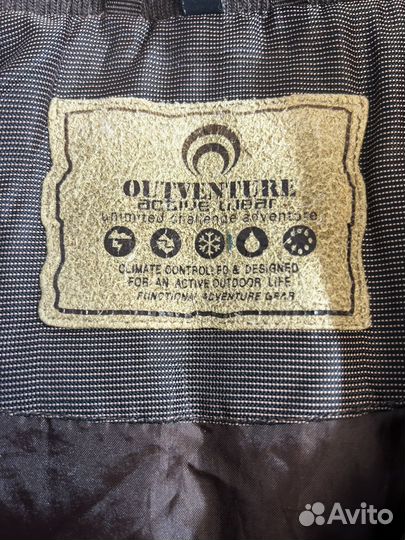 OUTVENTURE
active wear
unlimited challenge adventure
CLIMATE CONTROLLED & DESIGNED
FOR AN ACTIVE OUTDOOR LIFE
FUNCTIONAL ADVENTURE GEAR
Avito